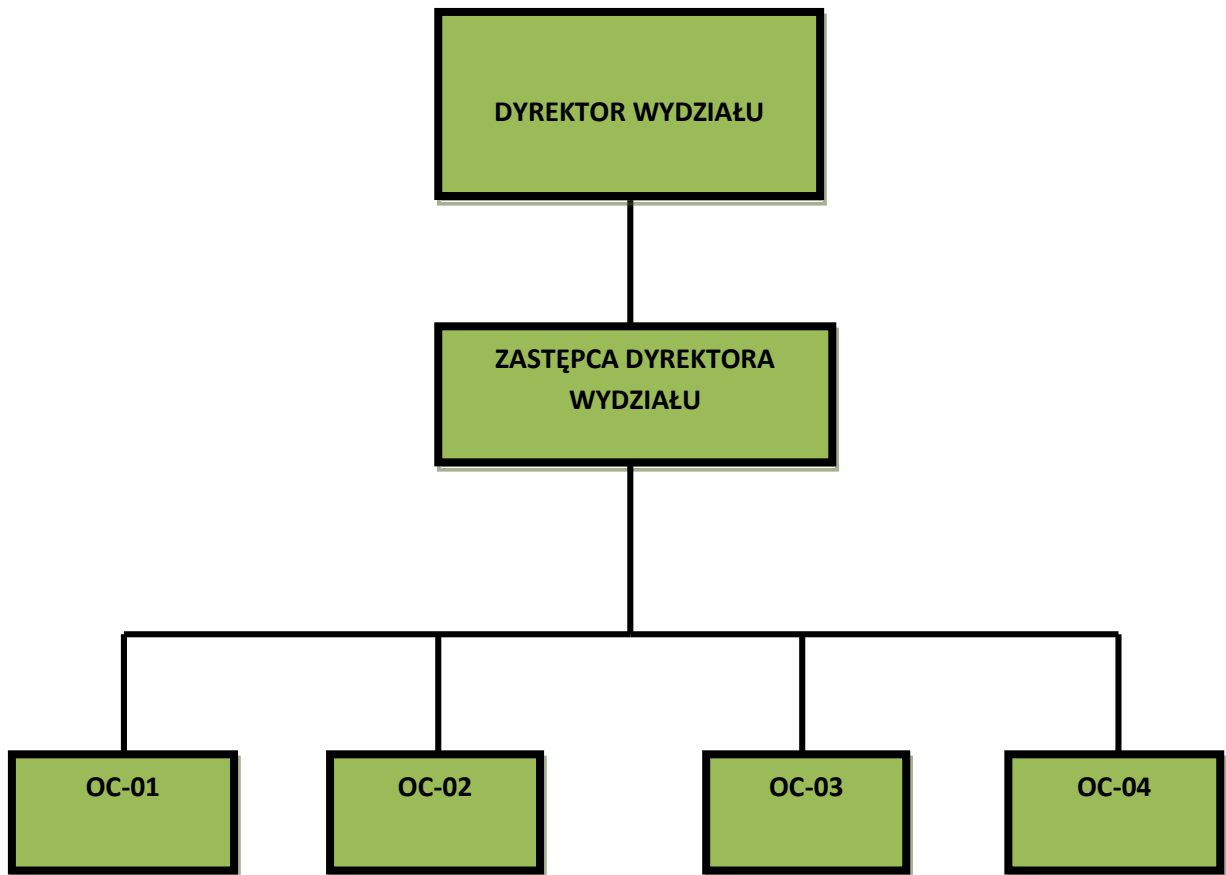 DYREKTOR WYDZIAŁU
ZASTĘPCA DYREKTORA
WYDZIAŁU
OC-01
OC-02
OC-03
OC-04